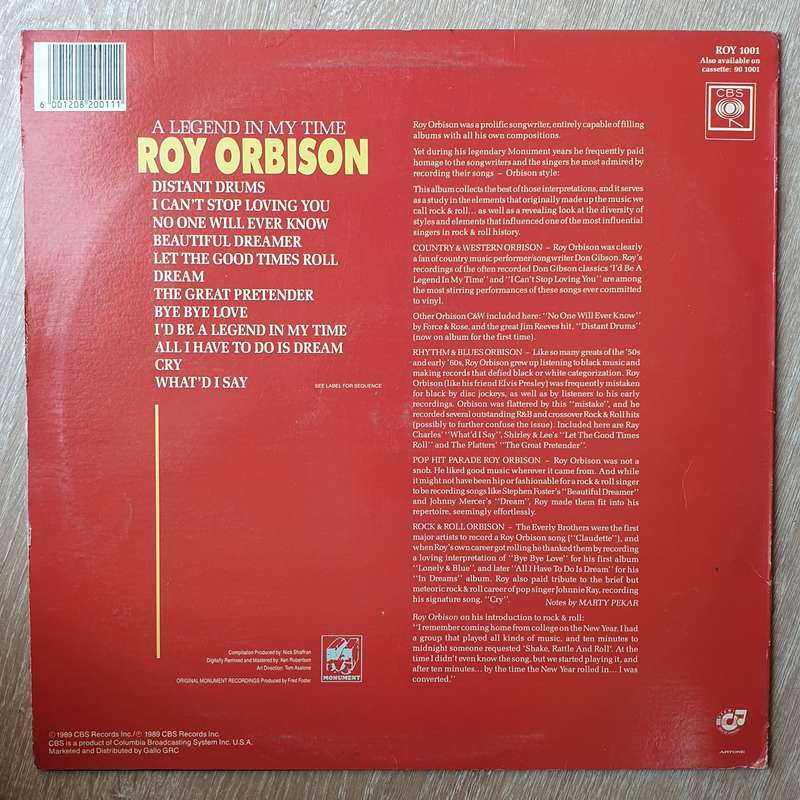 6 001208 200111
ROY 1001
Also available on
cassette: 90 1001
CBS
A LEGEND IN MY TIME
ROY ORBISON
DISTANT DRUMS
I CAN'T STOP LOVING YOU
NO ONE WILL EVER KNOW
BEAUTIFUL DREAMER
LET THE GOOD TIMES ROLL
DREAM
THE GREAT PRETENDER
BYE BYE LOVE
I'D BE A LEGEND IN MY TIME
ALL I HAVE TO DO IS DREAM
CRY
WHAT'D I SAY
SEE LABEL FOR SEQUENCE
Roy Orbison was a prolific songwriter, entirely capable of filling
albums with all his own compositions.
Yet during his legendary Monument years he frequently paid
homage to the songwriters and the singers he most admired by
recording their songs – Orbison style:
This album collects the best of those interpretations, and it serves
as a study in the elements that originally made up the music we
call rock & roll... as well as a revealing look at the diversity of
styles and elements that influenced one of the most influential
singers in rock & roll history.
COUNTRY & WESTERN ORBISON – Roy Orbison was clearly
a fan of country music performer/songwriter Don Gibson. Roy's
recordings of the often recorded Don Gibson classics 'I'd Be A
Legend In My Time" and "I Can't Stop Loving You" are among
the most stirring performances of these songs ever committed
to vinyl.
Other Orbison C&W included here: "No One Will Ever Know"
by Force & Rose, and the great Jim Reeves hit, "Distant Drums"
(now on album for the first time).
RHYTHM & BLUES ORBISON – Like so many greats of the '50s
and early '60s, Roy Orbison grew up listening to black music and
making records that defied black or white categorization. Roy
Orbison (like his friend Elvis Presley) was frequently mistaken
for black by disc jockeys, as well as by listeners to his early
recordings. Orbison was flattered by this "mistake", and he
recorded several outstanding R&B and crossover Rock & Roll hits
(possibly to further confuse the issue). Included here are Ray
Charles' "What'd I Say", Shirley & Lee's "Let The Good Times
Roll" and The Platters' "The Great Pretender".
POP HIT PARADE ROY ORBISON – Roy Orbison was not a
snob. He liked good music wherever it came from. And while
it might not have been hip or fashionable for a rock & roll singer
to be recording songs like Stephen Foster's "Beautiful Dreamer"
and Johnny Mercer's "Dream", Roy made them fit into his
repertoire, seemingly effortlessly.
ROCK & ROLL ORBISON – The Everly Brothers were the first
major artists to record a Roy Orbison song ("Claudette"), and
when Roy's own career got rolling he thanked them by recording
a loving interpretation of "Bye Bye Love" for his first album
"Lonely & Blue", and later "All I Have To Do Is Dream" for his
"In Dreams" album. Roy also paid tribute to the brief but
meteoric rock & roll career of pop singer Johnnie Ray, recording
his signature song, "Cry".
Notes by MARTY PEKAR
Roy Orbison on his introduction to rock & roll:
"I remember coming home from college on the New Year. I had
a group that played all kinds of music, and ten minutes to
midnight someone requested 'Shake, Rattle And Roll'. At the
time I didn't even know the song, but we started playing it, and
after ten minutes... by the time the New Year rolled in... I was
converted."
Compilation Produced by: Nick Shaffran
Digitally Remixed and Mastered by: Ken Robertson
Art Direction: Tom Asalone
ORIGINAL MONUMENT RECORDINGS Produced by: Fred Foster
MONUMENT
©1989 CBS Records Inc./℗ 1989 CBS Records Inc.
CBS is a product of Columbia Broadcasting System Inc. U.S.A.
Marketed and Distributed by Gallo GRC
ARTONE